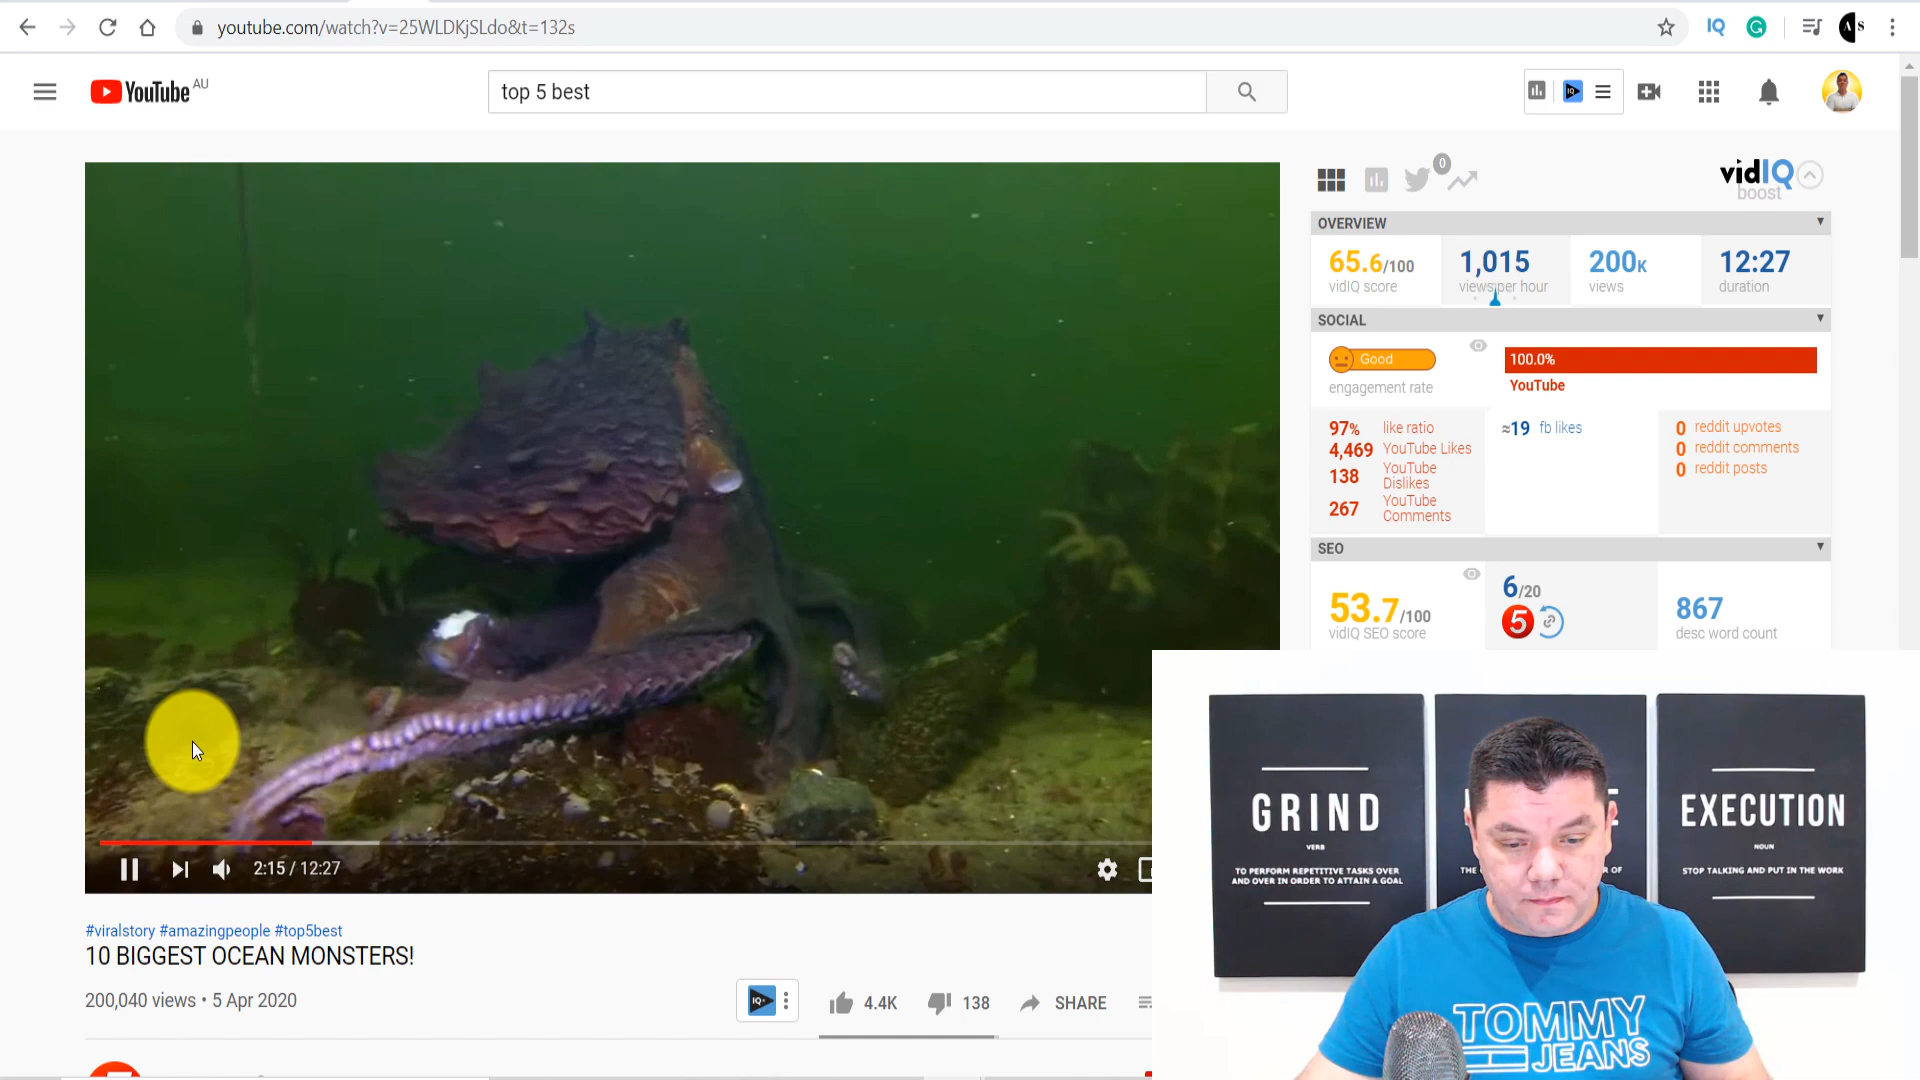 youtube.com/watch?v=25WLDKjSLdo&t=132s
IQ
AS
YouTube AU
top 5 best
IQ
0
vidIQ
boost
OVERVIEW
65.6/100
vidIQ score
1,015
views per hour
200K
views
12:27
duration
SOCIAL
Good
engagement rate
100.0%
YouTube
97% like ratio
4,469 YouTube Likes
138 YouTube Dislikes
267 YouTube Comments
≈19 fb likes
0 reddit upvotes
0 reddit comments
0 reddit posts
SEO
53.7/100
vidIQ SEO score
6/20
5
867
desc word count
2:15 / 12:27
#viralstory #amazingpeople #top5best
10 BIGGEST OCEAN MONSTERS!
200,040 views • 5 Apr 2020
IQ
4.4K
138
SHARE
GRIND
VERB
TO PERFORM REPETITIVE TASKS OVER
AND OVER IN ORDER TO ATTAIN A GOAL
EXECUTION
NOUN
STOP TALKING AND PUT IN THE WORK
TOMMY
JEANS